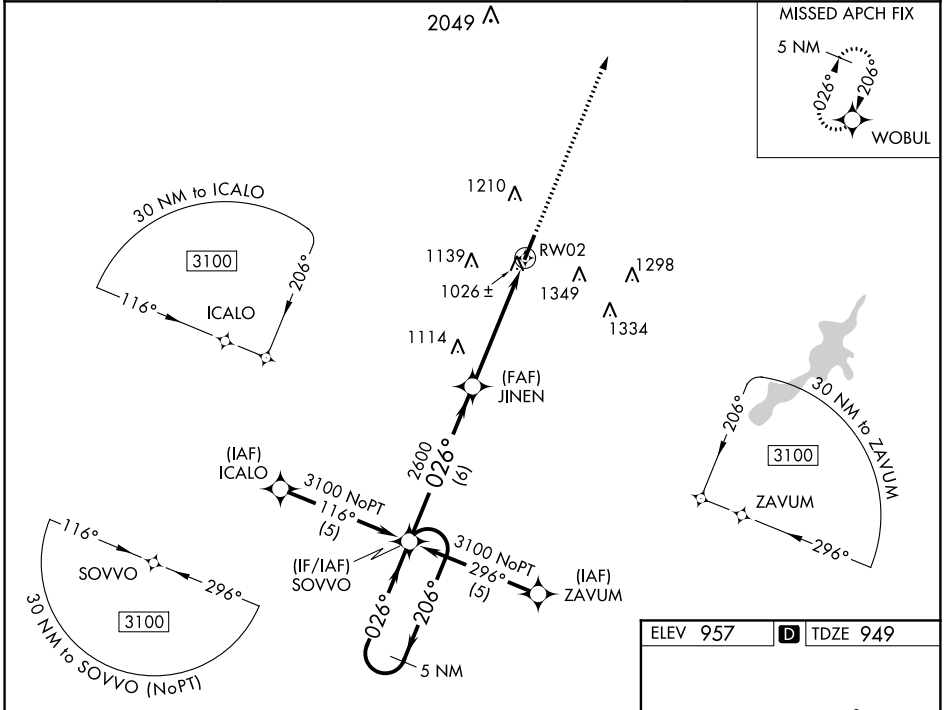 2049
MISSED APCH FIX
5 NM
026°
206°
WOBUL
30 NM to ICALO
3100
206°
116°
ICALO
1210
1139
RW02
1026 ±
1349
1298
1334
1114
(FAF)
JINEN
30 NM to ZAVUM
206°
3100
ZAVUM
296°
2600
026°
(6)
(IAF)
ICALO
3100 NoPT
116°
(5)
(IF/IAF)
SOVVO
3100 NoPT
296°
(5)
(IAF)
ZAVUM
116°
SOVVO
296°
3100
30 NM to SOVVO (NoPT)
026°
206°
5 NM
ELEV 957
D
TDZE 949